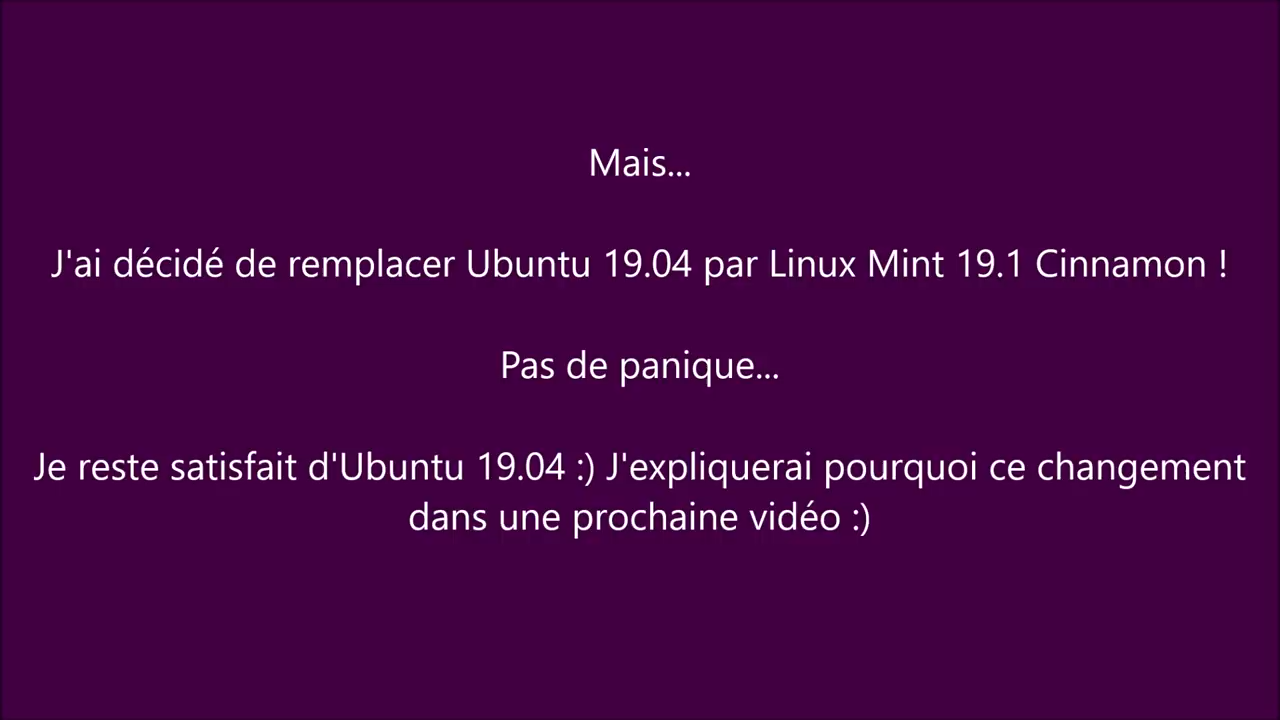 Mais...
J'ai décidé de remplacer Ubuntu 19.04 par Linux Mint 19.1 Cinnamon !
Pas de panique...
Je reste satisfait d'Ubuntu 19.04 :) J'expliquerai pourquoi ce changement
dans une prochaine vidéo :)